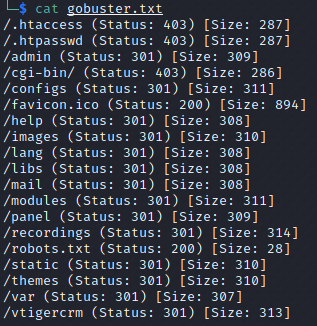 └─$ cat gobuster.txt
/.htaccess (Status: 403) [Size: 287]
/.htpasswd (Status: 403) [Size: 287]
/admin (Status: 301) [Size: 309]
/cgi-bin/ (Status: 403) [Size: 286]
/configs (Status: 301) [Size: 311]
/favicon.ico (Status: 200) [Size: 894]
/help (Status: 301) [Size: 308]
/images (Status: 301) [Size: 310]
/lang (Status: 301) [Size: 308]
/libs (Status: 301) [Size: 308]
/mail (Status: 301) [Size: 308]
/modules (Status: 301) [Size: 311]
/panel (Status: 301) [Size: 309]
/recordings (Status: 301) [Size: 314]
/robots.txt (Status: 200) [Size: 28]
/static (Status: 301) [Size: 310]
/themes (Status: 301) [Size: 310]
/var (Status: 301) [Size: 307]
/vtigercrm (Status: 301) [Size: 313]